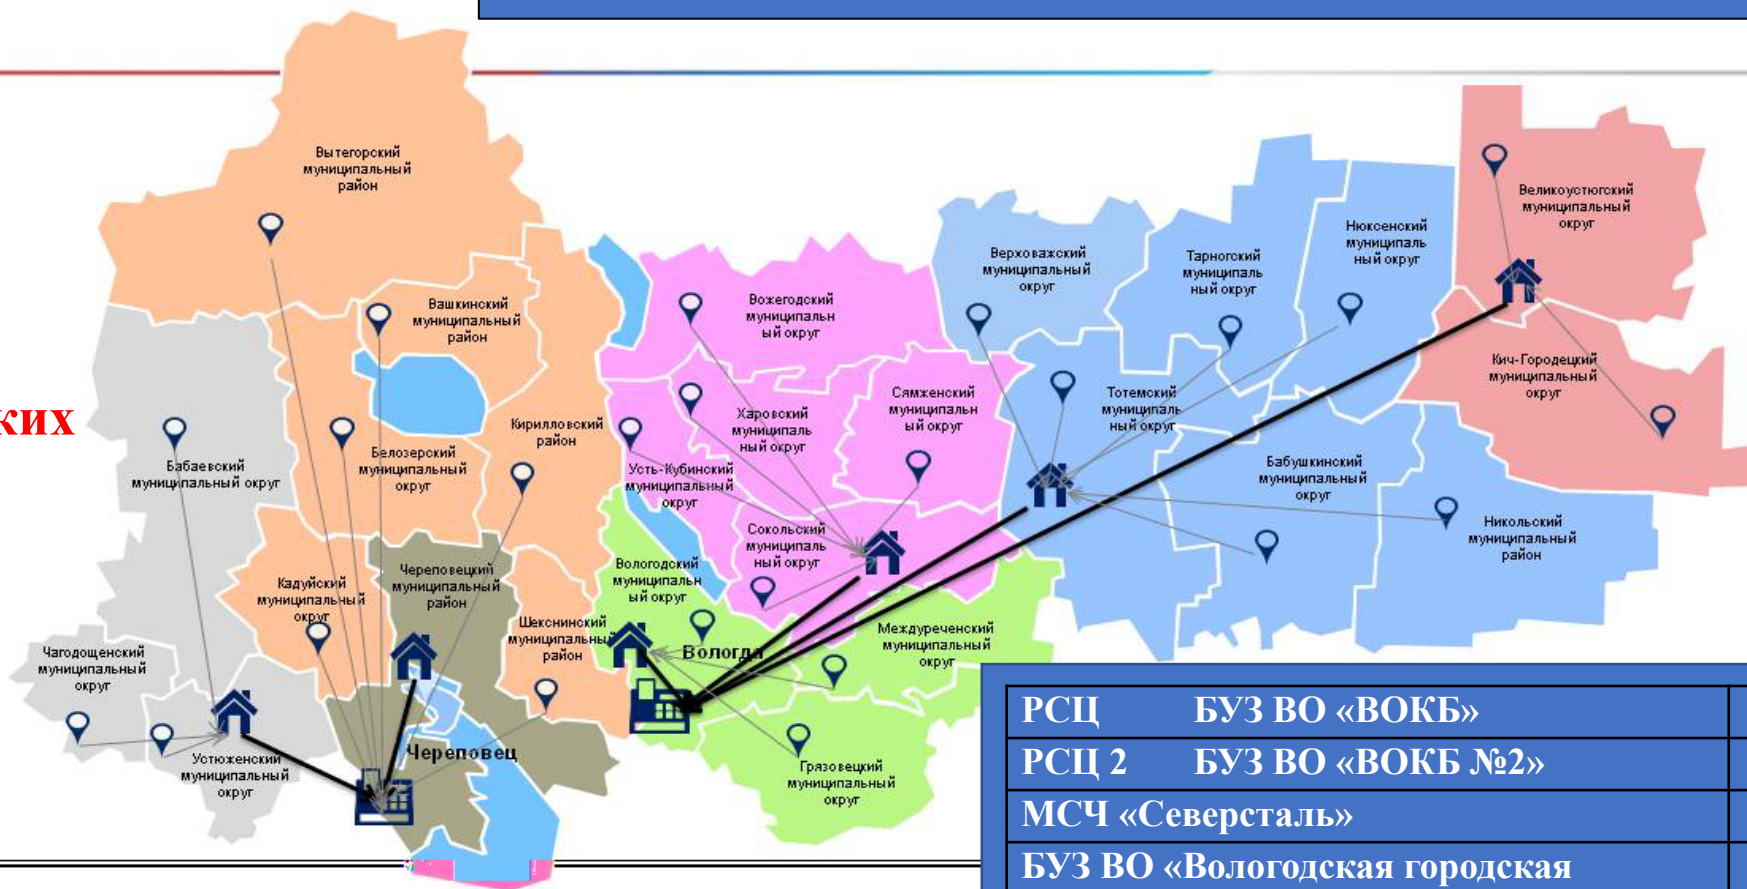 Вытегорский
муниципальный
район
Великоустюгский
муниципальный
округ
Нюксенский
муниципаль
ный округ
Верховажский
муниципальный
округ
Тарногский
муниципаль
ный округ
Вашкинский
муниципальный
район
Вожегодский
муниципальн
ый округ
Кич-Городецкий
муниципальный
округ
Сямженский
муниципальн
ый округ
Тотемский
муниципаль
ный округ
ких
Кирилловский
район
Харовский
муниципаль
ный округ
Бабаевский
муниципальный округ
Белозерский
муниципальный
округ
Усть-Кубинский
муниципальный
округ
Бабушкинский
муниципальный
округ
Сокольский
муниципаль
ный округ
Никольский
муниципальный
район
Кадуйский
муниципальный
округ
Череповецкий
муниципальный
район
Вологодский
муниципальн
ый округ
Шекснинский
муниципальный
район
Вологда
Междуреченский
муниципальный
округ
Чагодощенский
муниципальный
округ
Устюженский
муниципальный
округ
Череповец
Грязовецкий
муниципальный
округ
РСЦ БУЗ ВО «ВОКБ»
РСЦ 2 БУЗ ВО «ВОКБ №2»
МСЧ «Северсталь»
БУЗ ВО «Вологодская городская